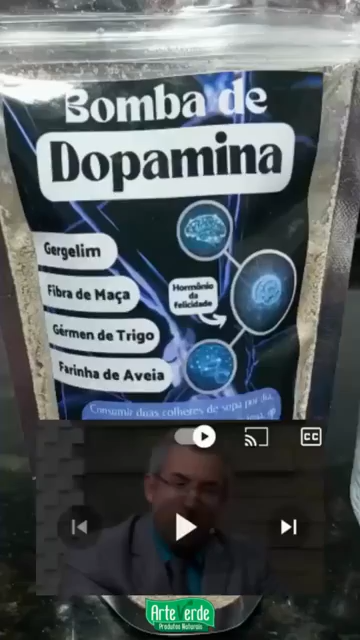 Bomba de
Dopamina
Gergelim
Fibra de Maça
Gérmen de Trigo
Farinha de Aveia
Hormônio
da
felicidade
Consumir duas colheres de sopa por dia,
CC
Arte Verde
Produtos Naturais